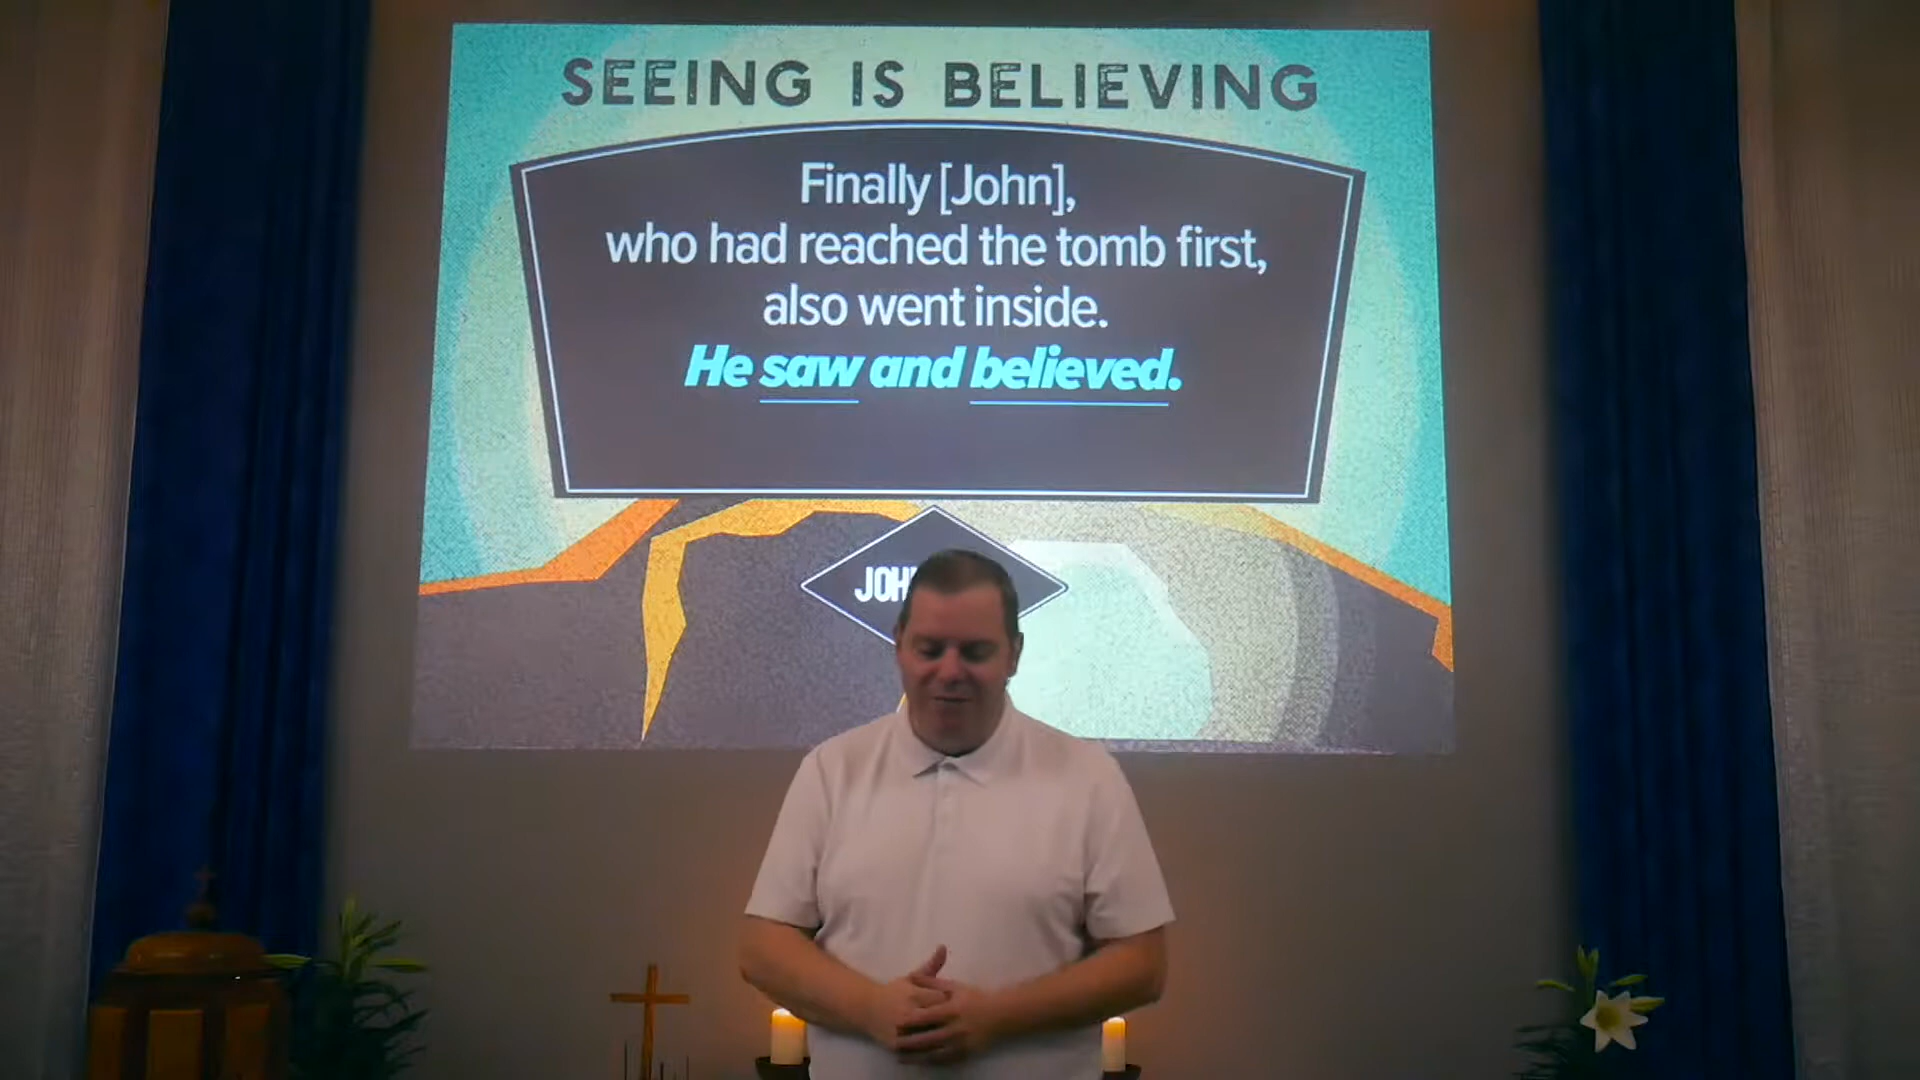 SEEING IS BELIEVING
Finally [John],
who had reached the tomb first,
also went inside.
He saw and believed.